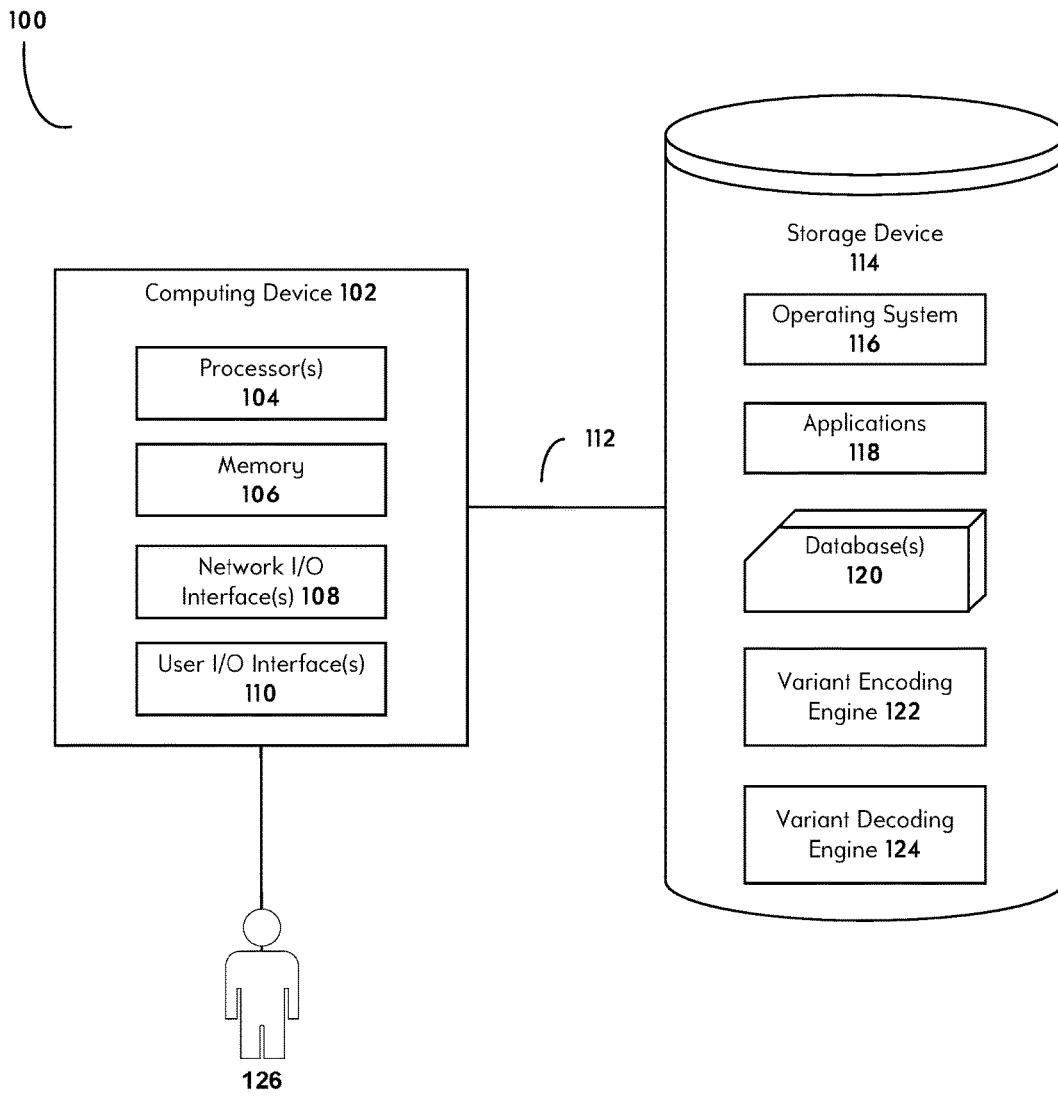 100
Computing Device 102
Processor(s)
104
Memory
106
Network I/O
Interface(s) 108
User I/O Interface(s)
110
112
Storage Device
114
Operating System
116
Applications
118
Database(s)
120
Variant Encoding
Engine 122
Variant Decoding
Engine 124
126